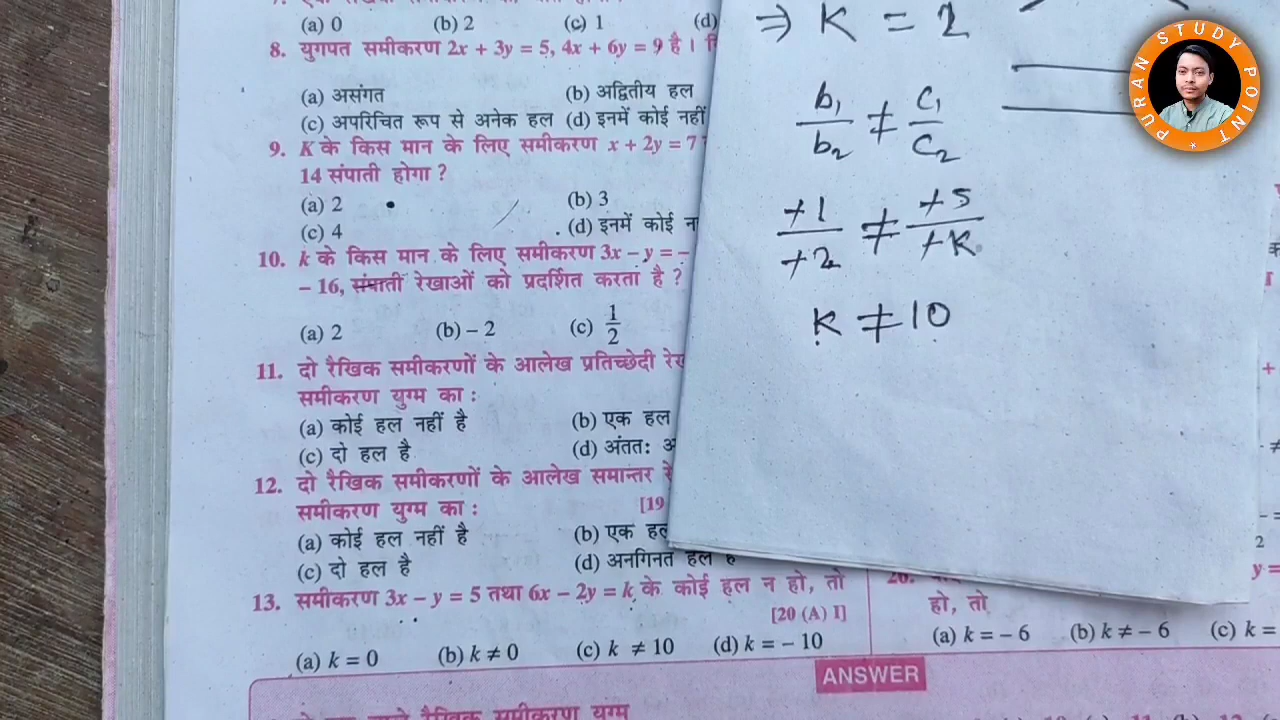 (a) 0 (b) 2 (c) 1 (d)
8. युगपत समीकरण 2x + 3y = 5, 4x + 6y = 9 है ।
(a) असंगत (b) अद्वितीय हल
(c) अपरिचित रूप से अनेक हल (d) इनमें कोई नहीं
9. K के किस मान के लिए समीकरण x + 2y = 7
14 संपाती होगा ?
(a) 2 (b) 3
(c) 4 (d) इनमें कोई
10. k के किस मान के लिए समीकरण 3x – y = –
– 16, संपाती रेखाओं को प्रदर्शित करता है ?
(a) 2 (b) – 2 (c) 1/2
11. दो रैखिक समीकरणों के आलेख प्रतिच्छेदी
समीकरण युग्म का :
(a) कोई हल नहीं है (b) एक हल
(c) दो हल है (d) अंततः
12. दो रैखिक समीकरणों के आलेख समान्तर
समीकरण युग्म का : [19
(a) कोई हल नहीं है (b) एक हल
(c) दो हल है (d) अनगिनत हल है
13. समीकरण 3x – y = 5 तथा 6x – 2y = k के कोई हल न हो, तो
[20 (A) I]
(a) k = 0 (b) k ≠ 0 (c) k ≠ 10 (d) k = – 10
ANSWER
रैखिक समीकरण युग्म
⇒ K = 2
b₁/b₂ ≠ c₁/c₂
+1/+2 ≠ +5/+K
K ≠ 10
हो, तो
(a) k = – 6 (b) k ≠ – 6 (c) k =
2
y =
PURAN STUDY POINT